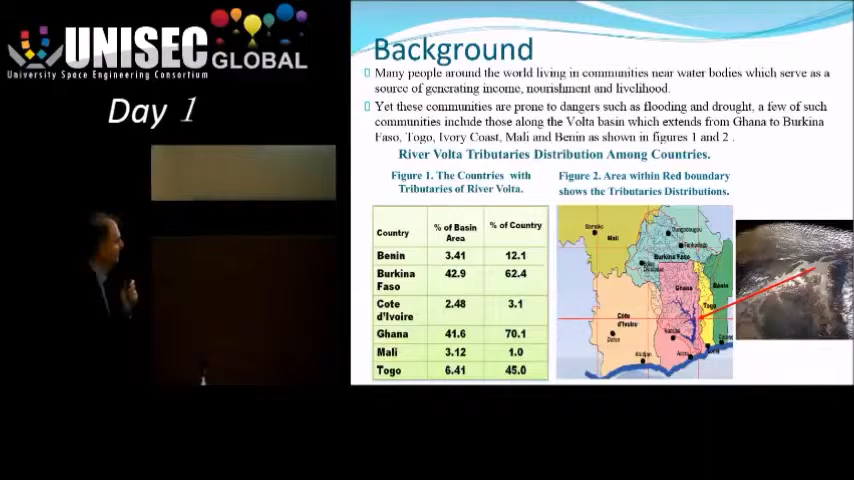 UNISEC
GLOBAL
University Space Engineering Consortium
Day 1
Background
Many people around the world living in communities near water bodies which serve as a
source of generating income, nourishment and livelihood.
Yet these communities are prone to dangers such as flooding and drought, a few of such
communities include those along the Volta basin which extends from Ghana to Burkina
Faso, Togo, Ivory Coast, Mali and Benin as shown in figures 1 and 2 .
River Volta Tributaries Distribution Among Countries.
Figure 1. The Countries with
Tributaries of River Volta.
Figure 2. Area within Red boundary
shows the Tributaries Distributions.
Country % of Basin Area % of Country
Benin 3.41 12.1
Burkina Faso 42.9 62.4
Cote d'Ivoire 2.48 3.1
Ghana 41.6 70.1
Mali 3.12 1.0
Togo 6.41 45.0
Bamako
Mali
Burkina Faso
Ghana
Bénin
Togo
Côte
d'Ivoire